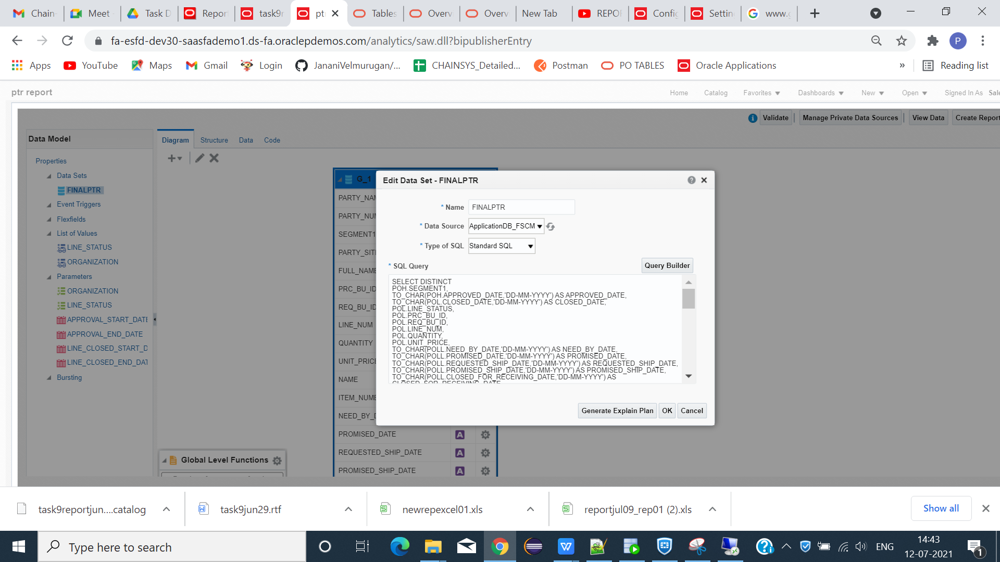 Chain-
Meet -
Task D
Report
task9r
pt
Tables
Overv
Overv
New Tab
REPOR
Config
Settin
www.g
fa-esfd-dev30-saasfademo1.ds-fa.oraclepdemos.com/analytics/saw.dll?bipublisherEntry
P
Apps
YouTube
Maps
Gmail
Login
JananiVelmurugan/...
CHAINSYS_Detailed...
Postman
PO TABLES
Oracle Applications
»
Reading list
ptr report
Home
Catalog
Favorites
Dashboards
New
Open
Signed In As
Sale
Validate
Manage Private Data Sources
View Data
Create Report
Data Model
Diagram
Structure
Data
Code
Properties
Data Sets
FINALPTR
Event Triggers
Flexfields
List of Values
LINE_STATUS
ORGANIZATION
Parameters
ORGANIZATION
LINE_STATUS
APPROVAL_START_DATE
APPROVAL_END_DATE
LINE_CLOSED_START_D
LINE_CLOSED_END_DAT
Bursting
G_1
PARTY_NAM
PARTY_NUM
SEGMENT1
PARTY_SIT
FULL_NAME
PRC_BU_ID
REQ_BU_ID
LINE_NUM
QUANTITY
UNIT_PRICE
NAME
ITEM_NUMB
NEED_BY_D
PROMISED_DATE
REQUESTED_SHIP_DATE
PROMISED_SHIP_DATE
Global Level Functions
Edit Data Set - FINALPTR
* Name
FINALPTR
* Data Source
ApplicationDB_FSCM
* Type of SQL
Standard SQL
* SQL Query
Query Builder
SELECT DISTINCT
POH.SEGMENT1,
TO_CHAR(POH.APPROVED_DATE,'DD-MM-YYYY') AS APPROVED_DATE,
TO_CHAR(POL.CLOSED_DATE,'DD-MM-YYYY') AS CLOSED_DATE,
POL.LINE_STATUS,
POL.PRC_BU_ID,
POL.REQ_BU_ID,
POL.LINE_NUM,
POL.QUANTITY,
POL.UNIT_PRICE,
TO_CHAR(POLL.NEED_BY_DATE,'DD-MM-YYYY') AS NEED_BY_DATE,
TO_CHAR(POLL.PROMISED_DATE,'DD-MM-YYYY') AS PROMISED_DATE,
TO_CHAR(POLL.REQUESTED_SHIP_DATE,'DD-MM-YYYY') AS REQUESTED_SHIP_DATE,
TO_CHAR(POLL.PROMISED_SHIP_DATE,'DD-MM-YYYY') AS PROMISED_SHIP_DATE,
TO_CHAR(POLL.CLOSED_FOR_RECEIVING_DATE,'DD-MM-YYYY') AS
CLOSED_FOR_RECEIVING_DATE
Generate Explain Plan
OK
Cancel
task9reportjun....catalog
task9jun29.rtf
newrepexcel01.xls
reportjul09_rep01 (2).xls
Show all
Type here to search
ENG
14:43
12-07-2021
1